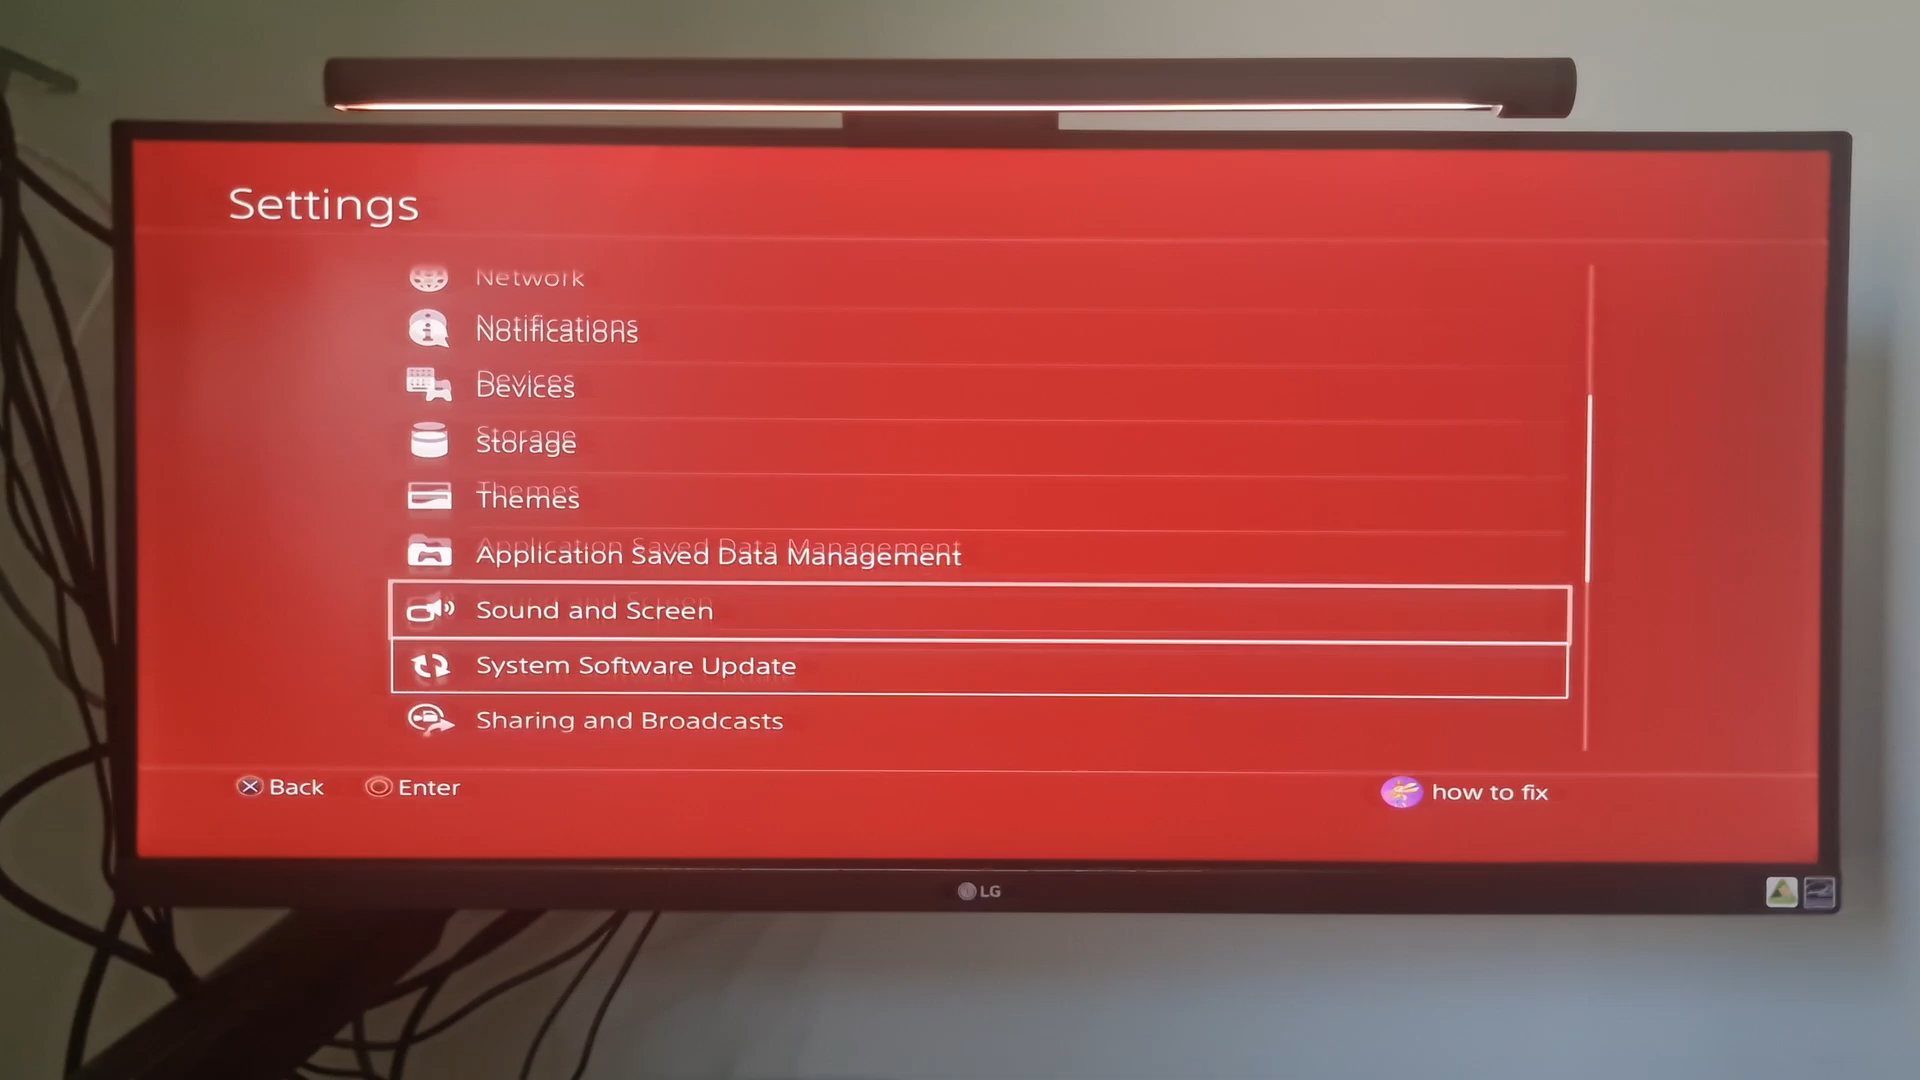 Settings
Network
Notifications
Devices
Storage
Themes
Application Saved Data Management
Sound and Screen
System Software Update
Sharing and Broadcasts
Back
Enter
how to fix
LG